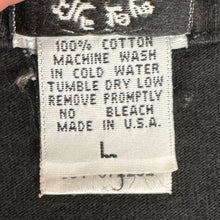 100% COTTON
MACHINE WASH
IN COLD WATER
TUMBLE DRY LOW
REMOVE PROMPTLY
NO BLEACH
MADE IN U.S.A.
L